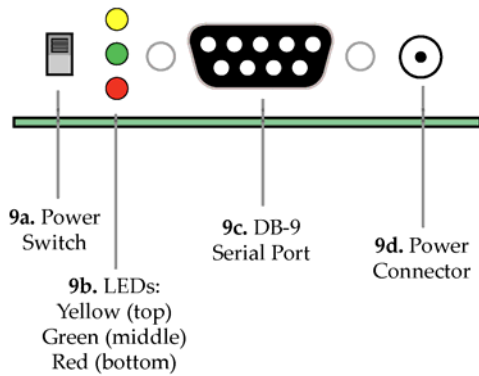 9a. Power
Switch
9b. LEDs:
Yellow (top)
Green (middle)
Red (bottom)
9c. DB-9
Serial Port
9d. Power
Connector